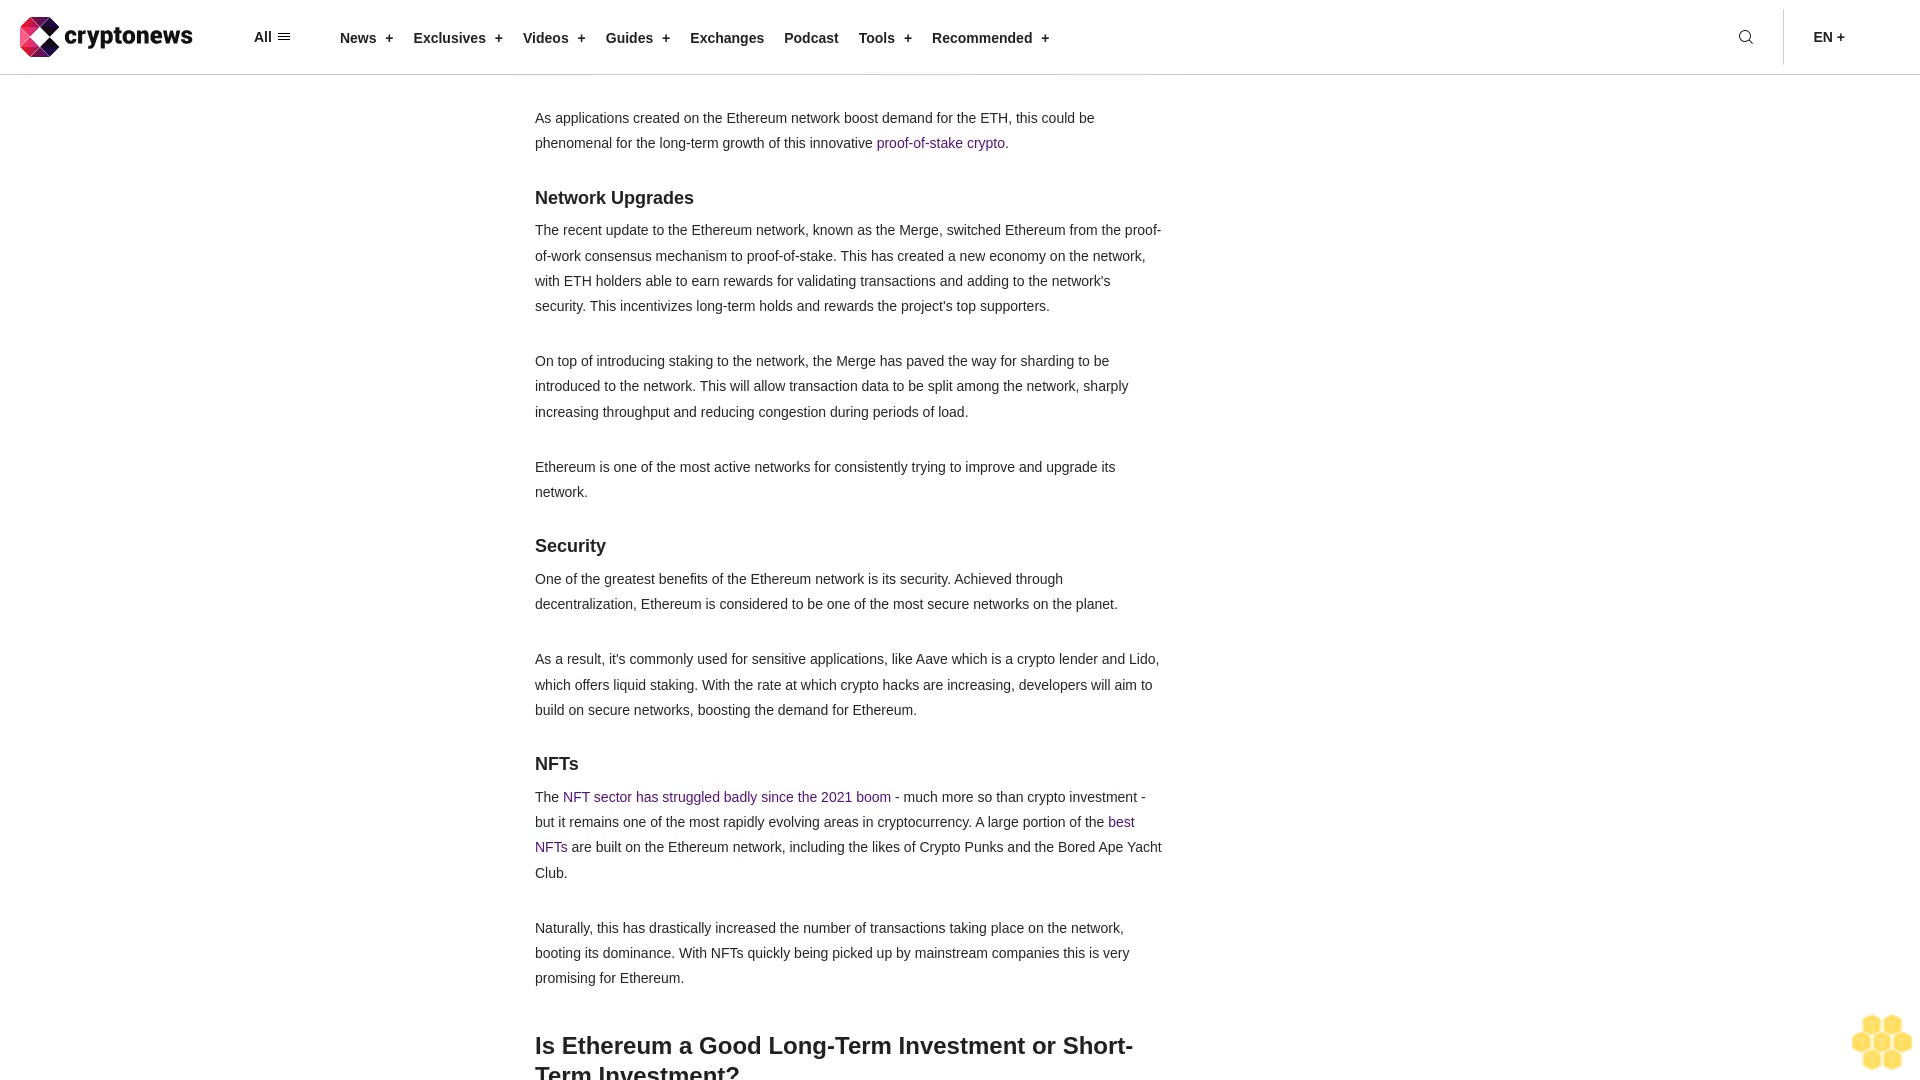 cryptonews
All
News +
Exclusives +
Videos +
Guides +
Exchanges
Podcast
Tools +
Recommended +
EN +
As applications created on the Ethereum network boost demand for the ETH, this could be
phenomenal for the long-term growth of this innovative proof-of-stake crypto.
Network Upgrades
The recent update to the Ethereum network, known as the Merge, switched Ethereum from the proof-
of-work consensus mechanism to proof-of-stake. This has created a new economy on the network,
with ETH holders able to earn rewards for validating transactions and adding to the network's
security. This incentivizes long-term holds and rewards the project's top supporters.
On top of introducing staking to the network, the Merge has paved the way for sharding to be
introduced to the network. This will allow transaction data to be split among the network, sharply
increasing throughput and reducing congestion during periods of load.
Ethereum is one of the most active networks for consistently trying to improve and upgrade its
network.
Security
One of the greatest benefits of the Ethereum network is its security. Achieved through
decentralization, Ethereum is considered to be one of the most secure networks on the planet.
As a result, it's commonly used for sensitive applications, like Aave which is a crypto lender and Lido,
which offers liquid staking. With the rate at which crypto hacks are increasing, developers will aim to
build on secure networks, boosting the demand for Ethereum.
NFTs
The NFT sector has struggled badly since the 2021 boom - much more so than crypto investment -
but it remains one of the most rapidly evolving areas in cryptocurrency. A large portion of the best
NFTs are built on the Ethereum network, including the likes of Crypto Punks and the Bored Ape Yacht
Club.
Naturally, this has drastically increased the number of transactions taking place on the network,
booting its dominance. With NFTs quickly being picked up by mainstream companies this is very
promising for Ethereum.
Is Ethereum a Good Long-Term Investment or Short-
Term Investment?